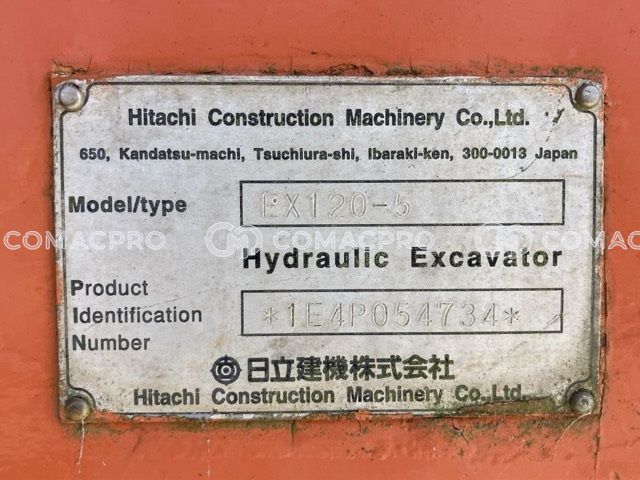 Hitachi Construction Machinery Co.,Ltd.
650, Kandatsu-machi, Tsuchiura-shi, Ibaraki-ken, 300-0013 Japan
Model/type EX120-5
COMACPRO COMACPRO COMACPRO
Hydraulic Excavator
Product
Identification *1E4P054734*
Number
日立建機株式会社
Hitachi Construction Machinery Co.,Ltd.